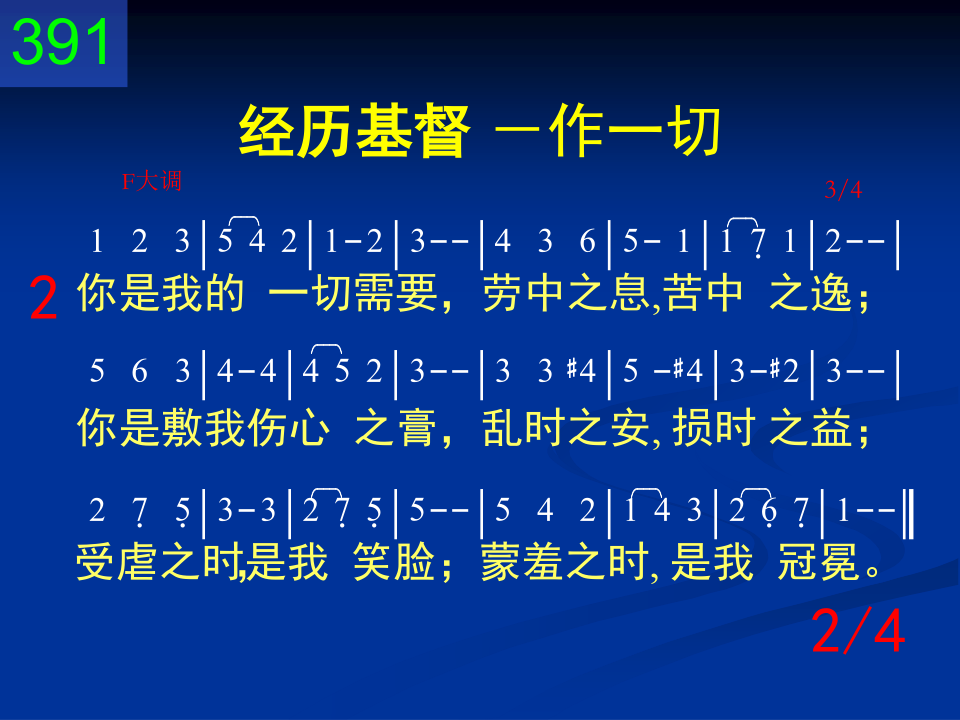 391
经历基督 －作一切
F大调 3/4
1 2 3|5 4 2|1-2|3--|4 3 6|5- 1|1 7̣ 1|2--|
2 你是我的 一切需要，劳中之息,苦中 之逸；
5 6 3|4-4|4 5 2|3--|3 3 #4|5 -#4|3-#2|3--|
你是敷我伤心 之膏，乱时之安, 损时 之益；
2 7̣ 5̣|3-3|2 7̣ 5̣|5--|5 4 2|1 4 3|2 6̣ 7̣|1--‖
受虐之时,是我 笑脸；蒙羞之时, 是我 冠冕。
2/4